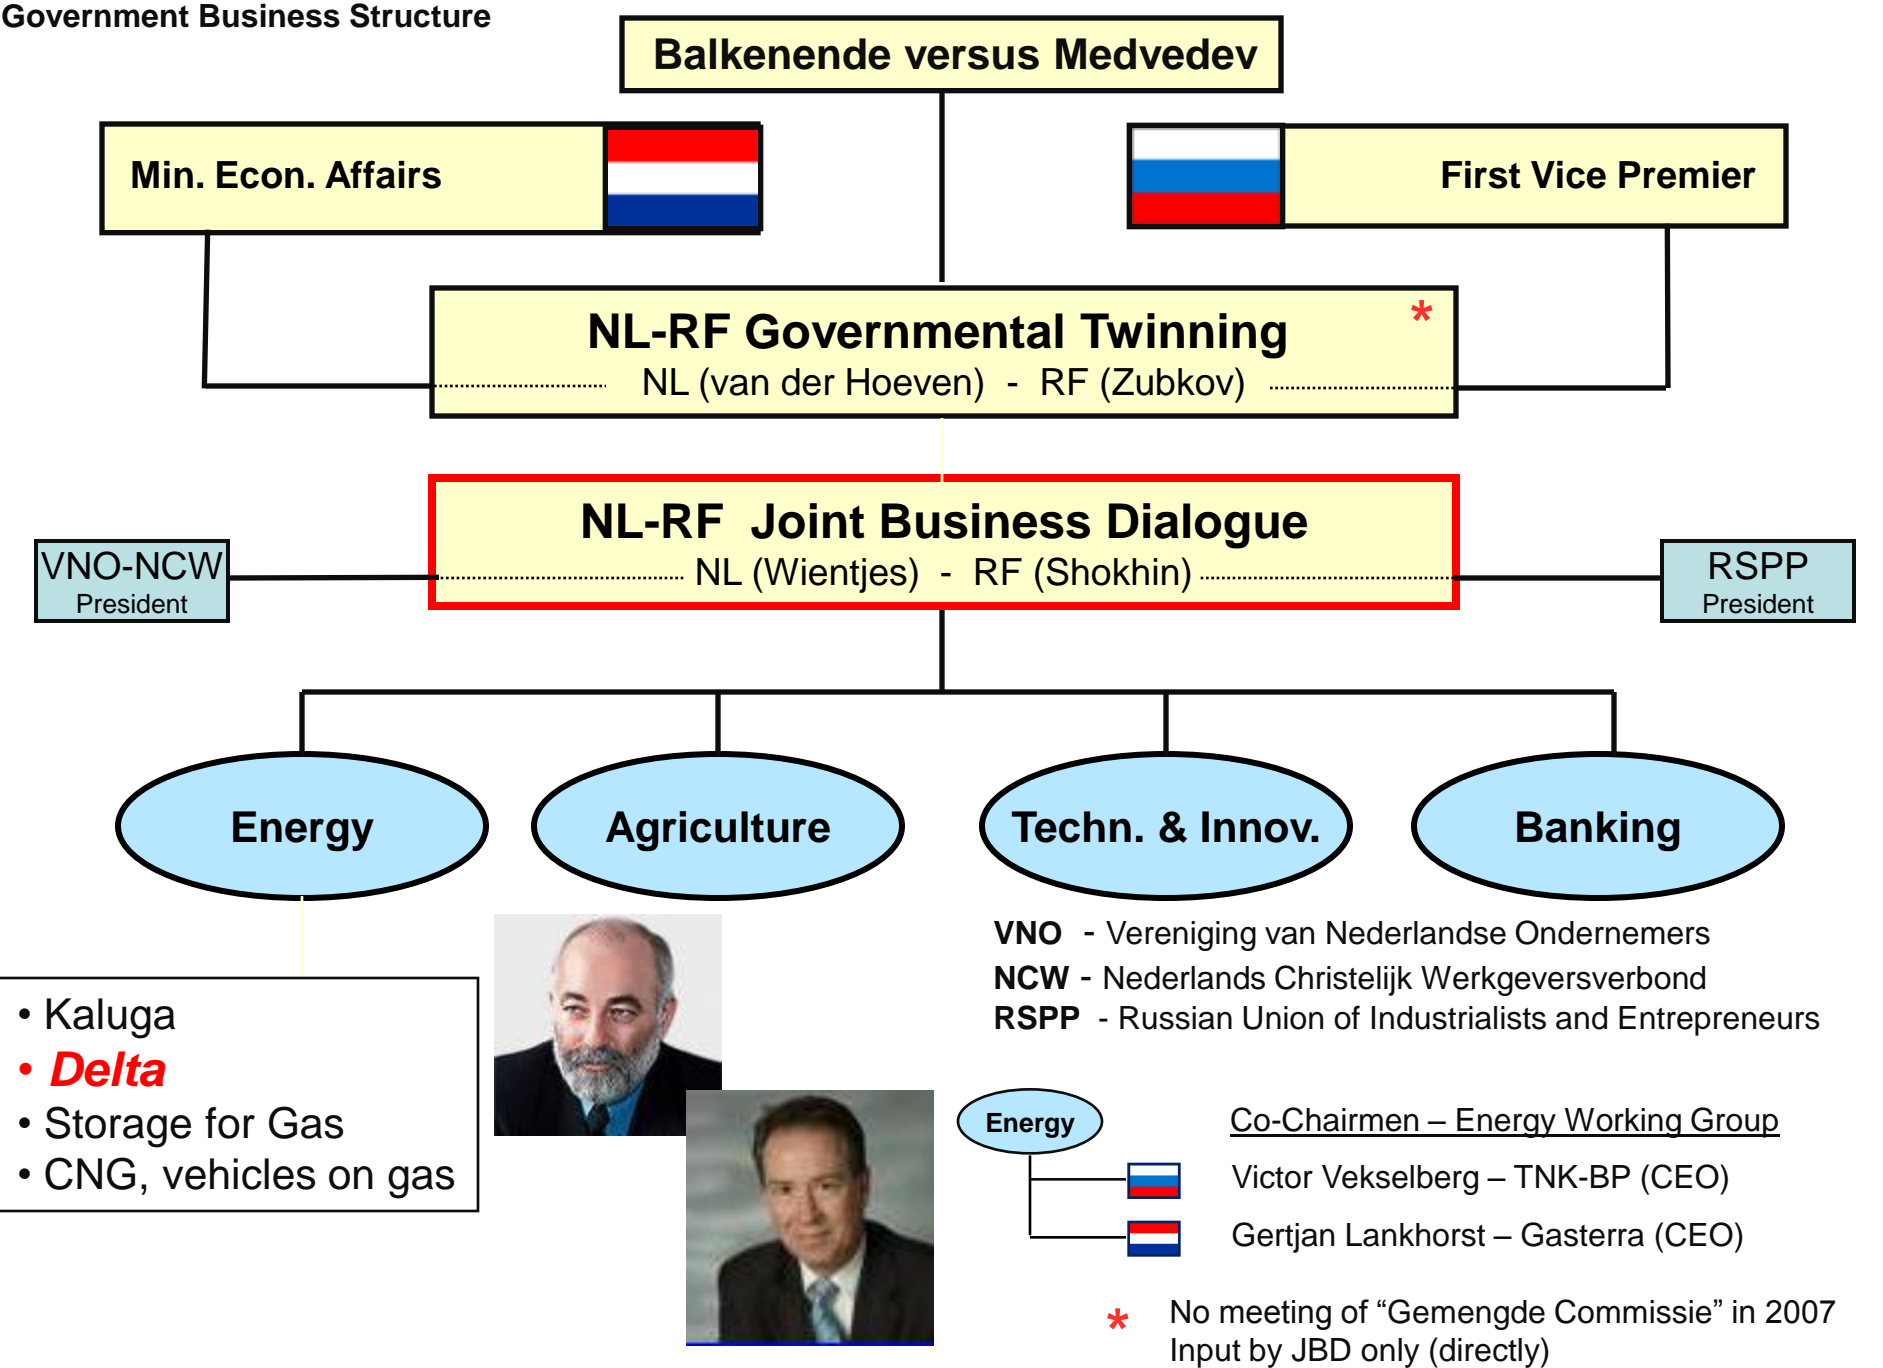 Government Business Structure
Balkenende versus Medvedev
Min. Econ. Affairs
First Vice Premier
NL-RF Governmental Twinning *
NL (van der Hoeven) - RF (Zubkov)
NL-RF Joint Business Dialogue
NL (Wientjes) - RF (Shokhin)
VNO-NCW
President
RSPP
President
Energy
Agriculture
Techn. & Innov.
Banking
• Kaluga
• Delta
• Storage for Gas
• CNG, vehicles on gas
VNO - Vereniging van Nederlandse Ondernemers
NCW - Nederlands Christelijk Werkgeversverbond
RSPP - Russian Union of Industrialists and Entrepreneurs
Energy
Co-Chairmen – Energy Working Group
Victor Vekselberg – TNK-BP (CEO)
Gertjan Lankhorst – Gasterra (CEO)
* No meeting of “Gemengde Commissie” in 2007
Input by JBD only (directly)